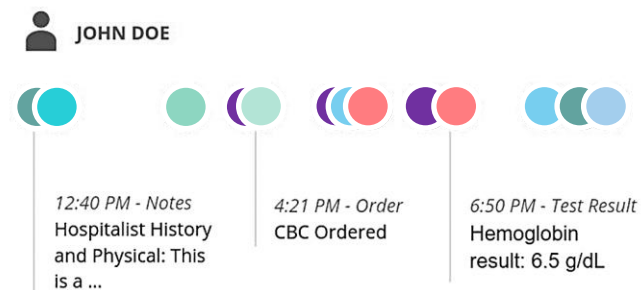 JOHN DOE
12:40 PM - Notes
Hospitalist History
and Physical: This
is a ...
4:21 PM - Order
CBC Ordered
6:50 PM - Test Result
Hemoglobin
result: 6.5 g/dL